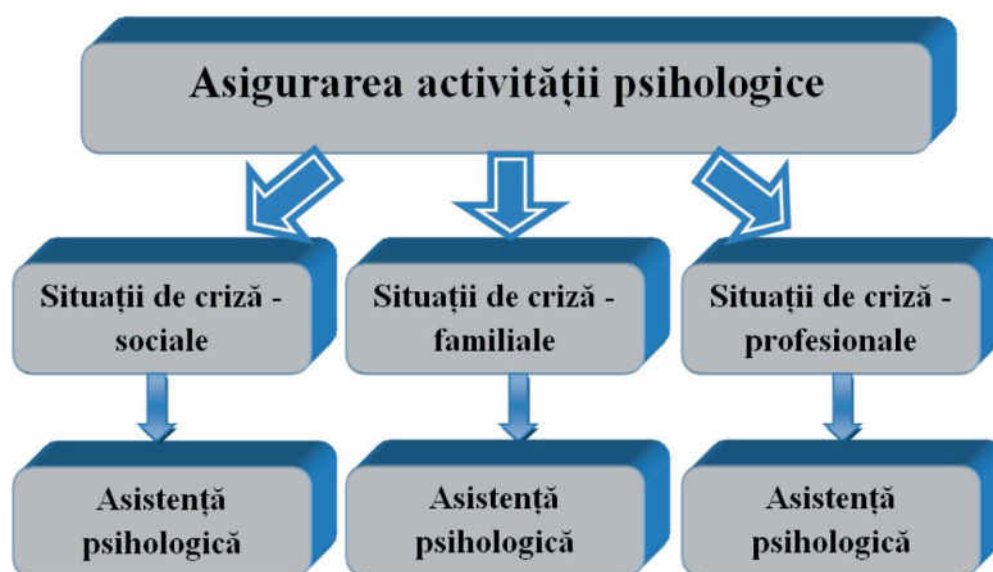 Asigurarea activității psihologice
Situații de criză -
sociale
Situații de criză -
familiale
Situații de criză -
profesionale
Asistență
psihologică
Asistență
psihologică
Asistență
psihologică